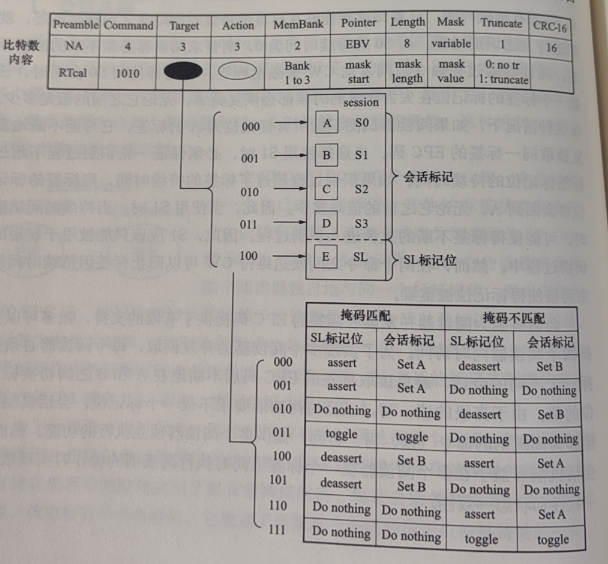 Preamble Command Target Action MemBank Pointer Length Mask Truncate CRC-16
比特数 NA 4 3 3 2 EBV 8 variable 1 16
内容 RTcal 1010 Bank 1 to 3 mask start mask length mask value 0: no tr 1: truncate
session
000 A S0
001 B S1
010 C S2
011 D S3
100 E SL
会话标记
SL标记位
掩码匹配 掩码不匹配
SL标记位 会话标记 SL标记位 会话标记
000 assert Set A deassert Set B
001 assert Do nothing Do nothing Do nothing
010 Do nothing Do nothing deassert Set B
011 toggle toggle Do nothing Do nothing
100 deassert Set B assert Set A
101 deassert Set B Do nothing Do nothing
110 Do nothing Do nothing assert Set A
111 Do nothing Do nothing toggle toggle